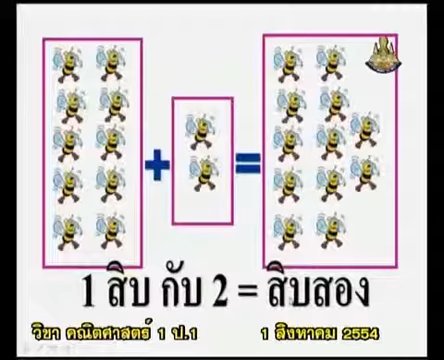 + =
1 สิบ กับ 2 = สิบสอง
วิชา คณิตศาสตร์ 1 ป.1 1 สิงหาคม 2554